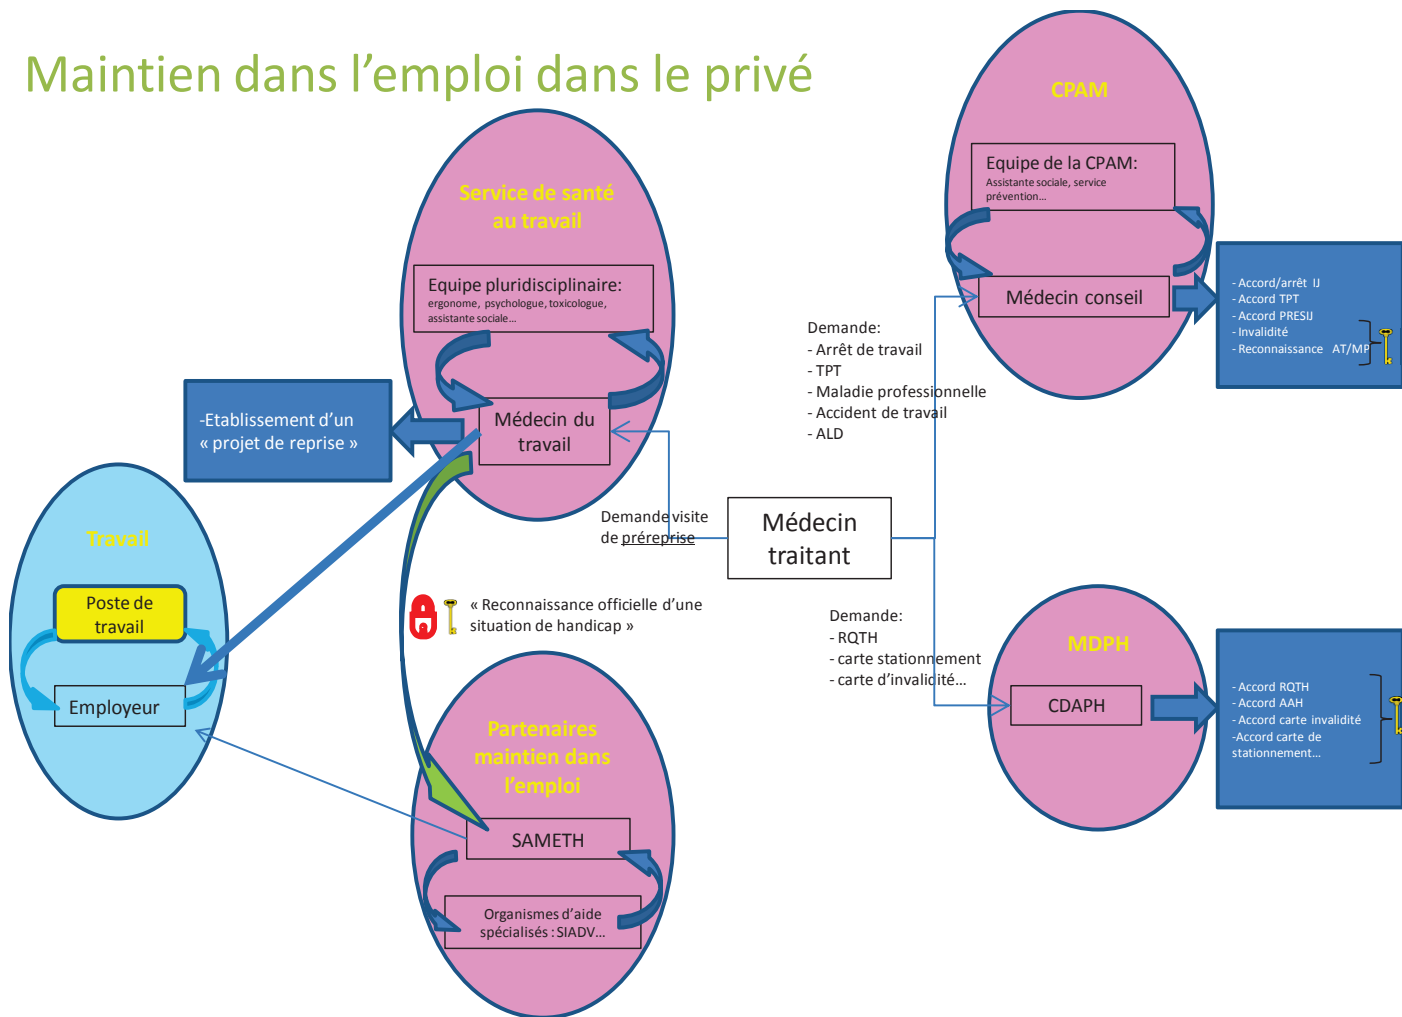 Maintien dans l’emploi dans le privé
CPAM
Equipe de la CPAM:
Assistante sociale, service
prévention…
Médecin conseil
- Accord/arrêt IJ
- Accord TPT
- Accord PRESIJ
- Invalidité
- Reconnaissance AT/MP
Service de santé
au travail
Equipe pluridisciplinaire:
ergonome, psychologue, toxicologue,
assistante sociale…
Médecin du
travail
-Etablissement d’un
« projet de reprise »
Demande:
- Arrêt de travail
- TPT
- Maladie professionnelle
- Accident de travail
- ALD
Demande visite
de préreprise
Médecin
traitant
Travail
Poste de
travail
Employeur
« Reconnaissance officielle d’une
situation de handicap »
Demande:
- RQTH
- carte stationnement
- carte d’invalidité…
MDPH
CDAPH
- Accord RQTH
- Accord AAH
- Accord carte invalidité
-Accord carte de
stationnement…
Partenaires
maintien dans
l’emploi
SAMETH
Organismes d’aide
spécialisés : SIADV…